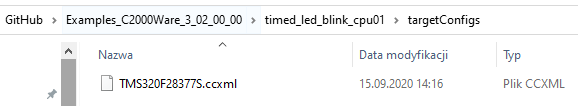 GitHub > Examples_C2000Ware_3_02_00_00 > timed_led_blink_cpu01 > targetConfigs
Nazwa Data modyfikacji Typ
TMS320F28377S.ccxml 15.09.2020 14:16 Plik CCXML